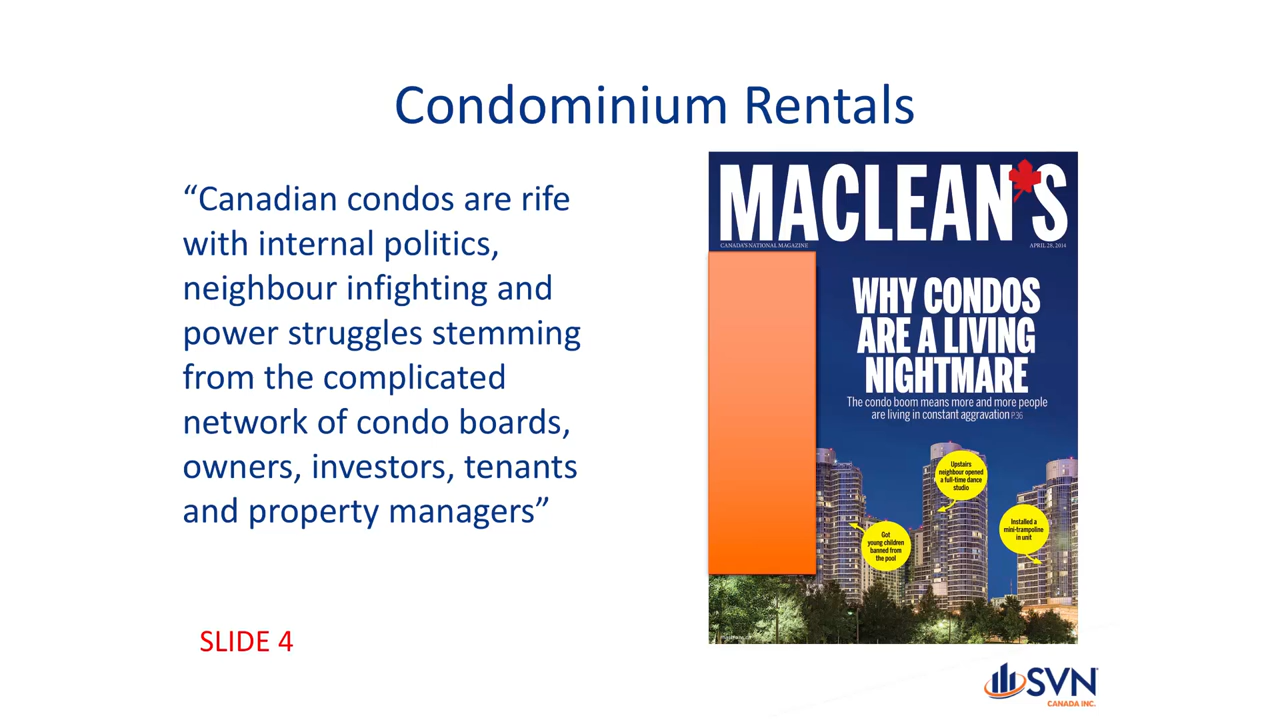 Condominium Rentals
“Canadian condos are rife
with internal politics,
neighbour infighting and
power struggles stemming
from the complicated
network of condo boards,
owners, investors, tenants
and property managers”
SLIDE 4
MACLEAN'S
CANADA'S NATIONAL MAGAZINE
APRIL 28, 2014
WHY CONDOS
ARE A LIVING
NIGHTMARE
The condo boom means more and more people
are living in constant aggravation P.36
Upstairs
neighbour opened
a full-time dance
studio
Got
young children
banned from
the pool
Installed a
mini-trampoline
in unit
SVN
CANADA INC.